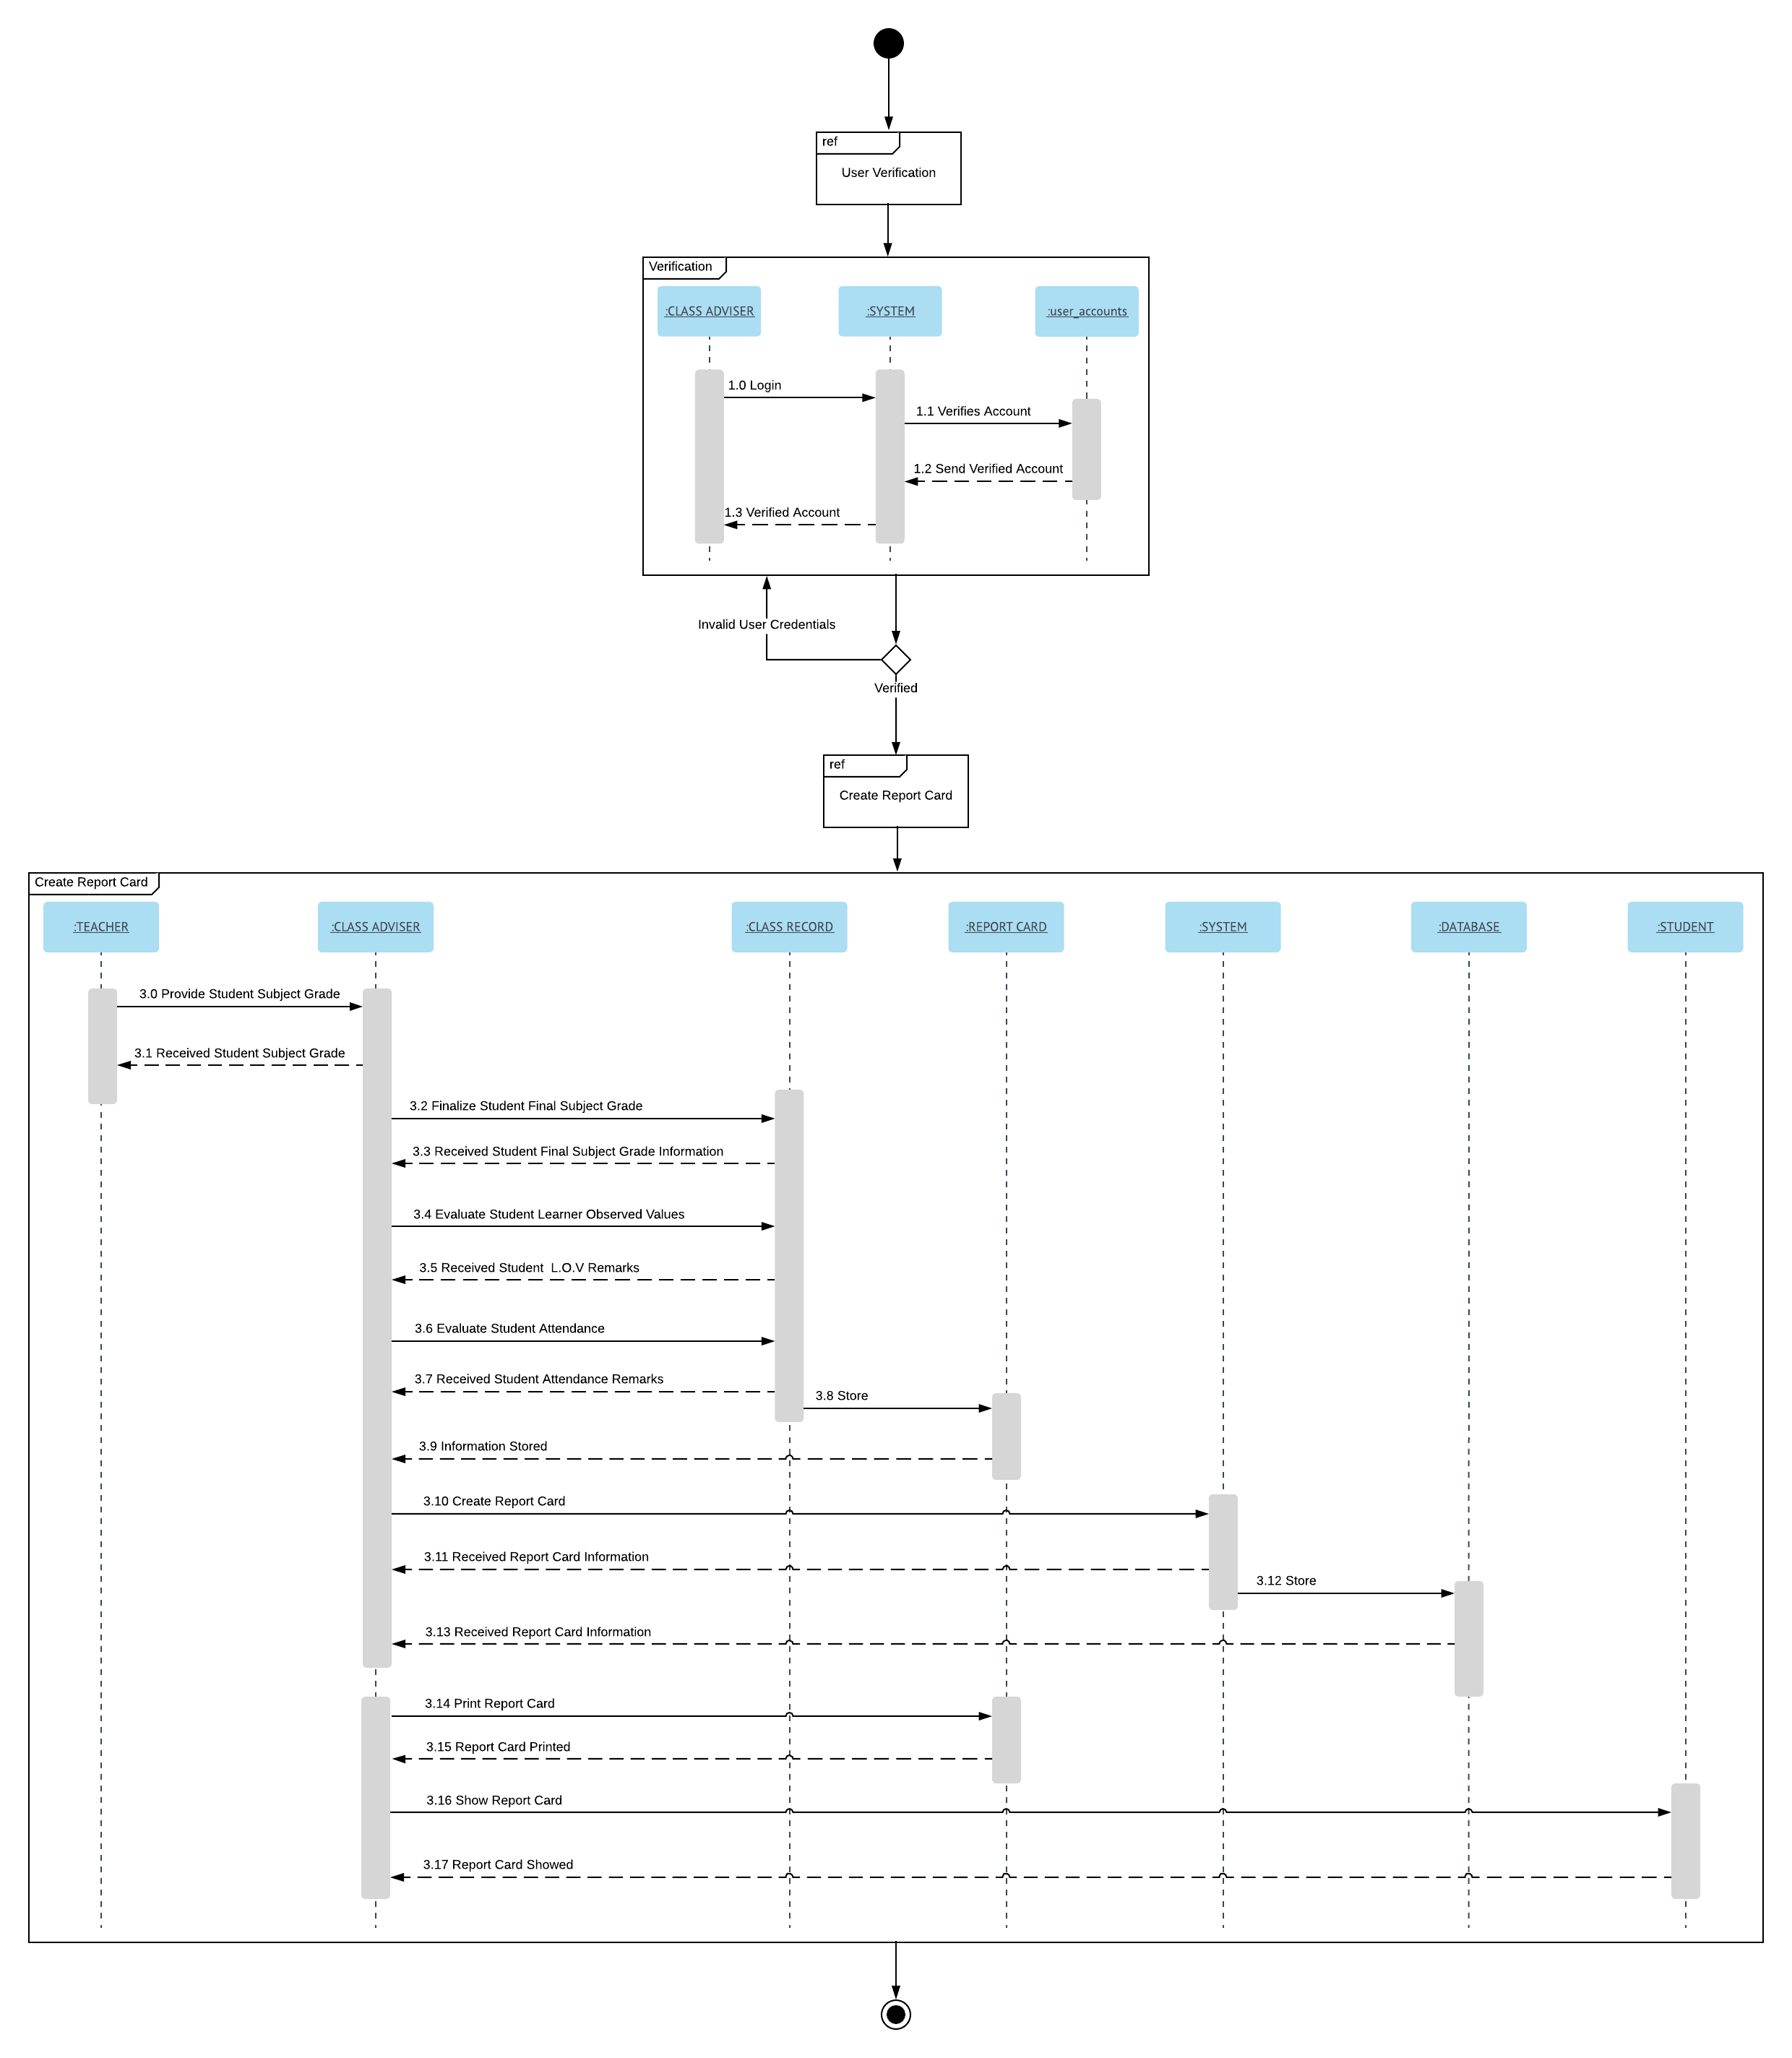 ref
User Verification
Verification
:CLASS ADVISER
:SYSTEM
:user_accounts
1.0 Login
1.1 Verifies Account
1.2 Send Verified Account
1.3 Verified Account
Invalid User Credentials
Verified
ref
Create Report Card
Create Report Card
:TEACHER
:CLASS ADVISER
:CLASS RECORD
:REPORT CARD
:SYSTEM
:DATABASE
:STUDENT
3.0 Provide Student Subject Grade
3.1 Received Student Subject Grade
3.2 Finalize Student Final Subject Grade
3.3 Received Student Final Subject Grade Information
3.4 Evaluate Student Learner Observed Values
3.5 Received Student  L.O.V Remarks
3.6 Evaluate Student Attendance
3.7 Received Student Attendance Remarks
3.8 Store
3.9 Information Stored
3.10 Create Report Card
3.11 Received Report Card Information
3.12 Store
3.13 Received Report Card Information
3.14 Print Report Card
3.15 Report Card Printed
3.16 Show Report Card
3.17 Report Card Showed